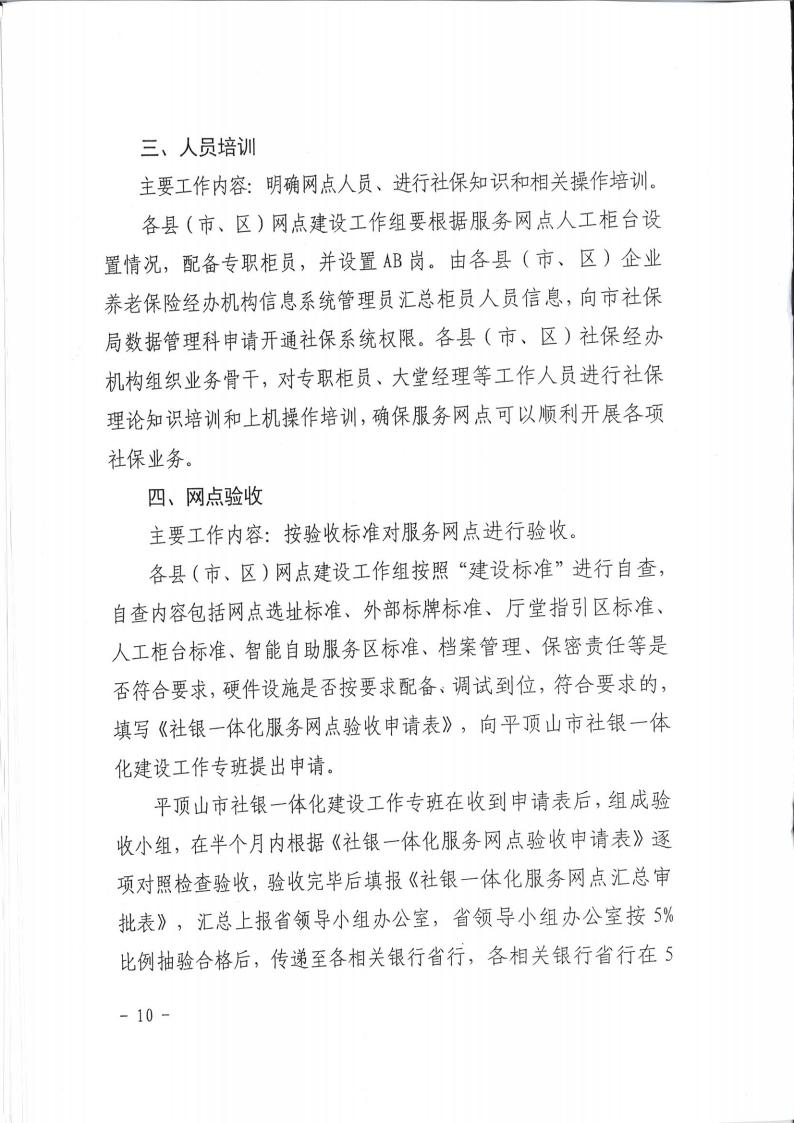 三、人员培训
主要工作内容：明确网点人员、进行社保知识和相关操作培训。
各县（市、区）网点建设工作组要根据服务网点人工柜台设
置情况，配备专职柜员，并设置 AB 岗。由各县（市、区）企业
养老保险经办机构信息系统管理员汇总柜员人员信息，向市社保
局数据管理科申请开通社保系统权限。各县（市、区）社保经办
机构组织业务骨干，对专职柜员、大堂经理等工作人员进行社保
理论知识培训和上机操作培训，确保服务网点可以顺利开展各项
社保业务。
四、网点验收
主要工作内容：按验收标准对服务网点进行验收。
各县（市、区）网点建设工作组按照“建设标准”进行自查，
自查内容包括网点选址标准、外部标牌标准、厅堂指引区标准、
人工柜台标准、智能自助服务区标准、档案管理、保密责任等是
否符合要求，硬件设施是否按要求配备、调试到位，符合要求的，
填写《社银一体化服务网点验收申请表》，向平顶山市社银一体
化建设工作专班提出申请。
平顶山市社银一体化建设工作专班在收到申请表后，组成验
收小组，在半个月内根据《社银一体化服务网点验收申请表》逐
项对照检查验收，验收完毕后填报《社银一体化服务网点汇总审
批表》，汇总上报省领导小组办公室，省领导小组办公室按 5%
比例抽验合格后，传递至各相关银行省行，各相关银行省行在 5
- 10 -